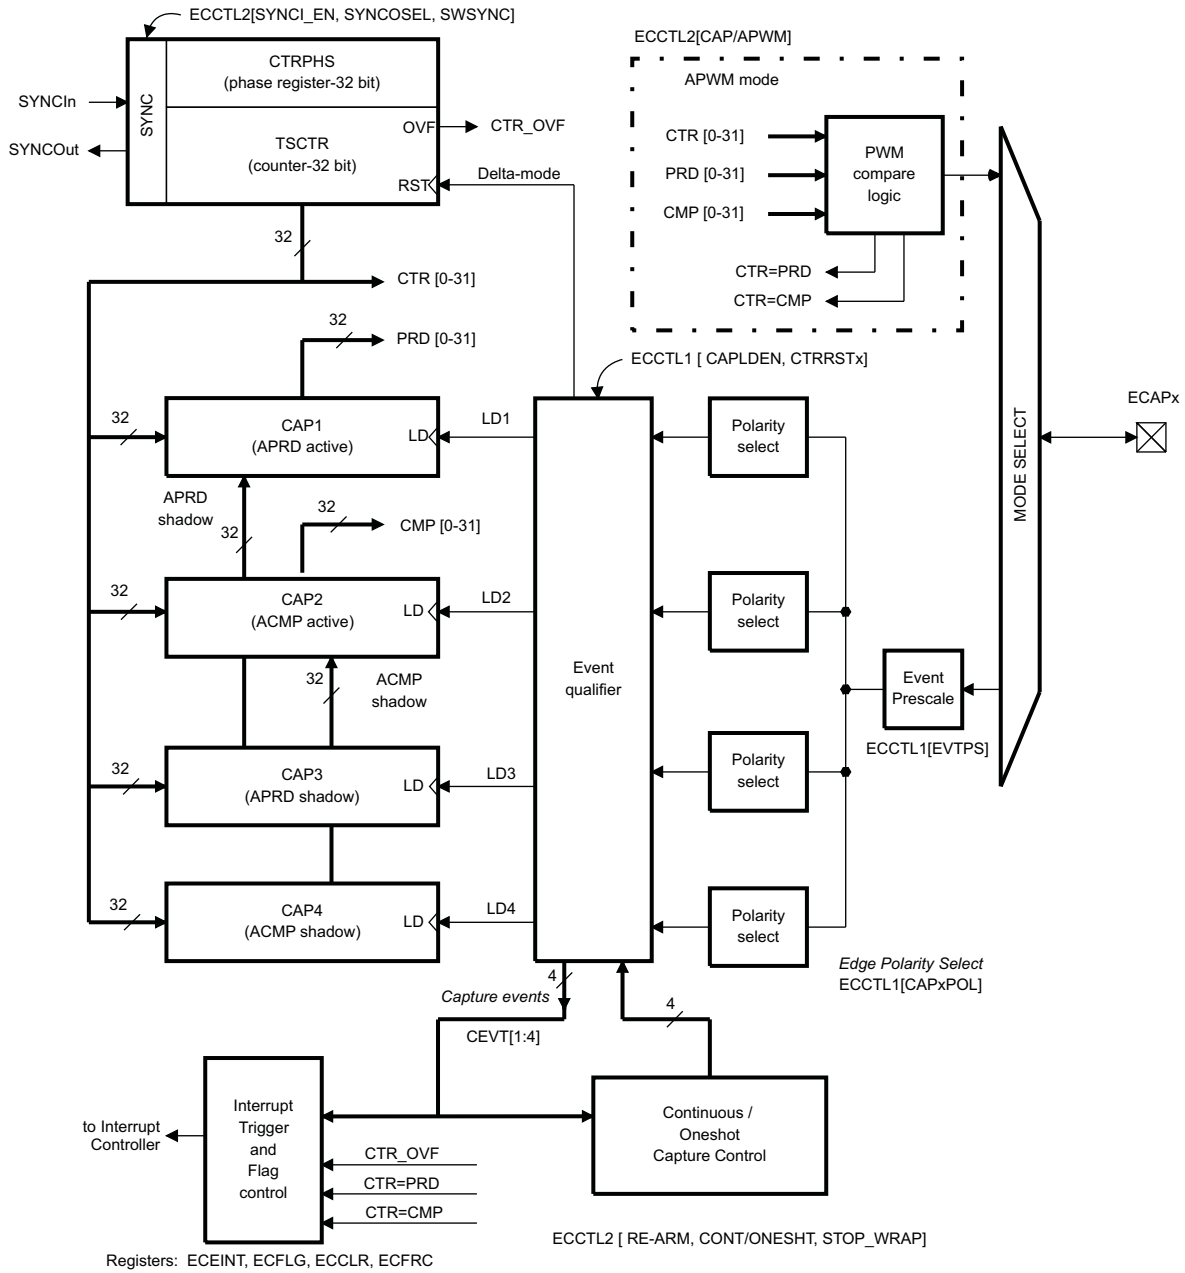 ECCTL2[SYNCI_EN, SYNCOSEL, SWSYNC]
SYNC
CTRPHS
(phase register-32 bit)
SYNCIn
SYNCOut
TSCTR
(counter-32 bit)
OVF
RST
CTR_OVF
Delta-mode
ECCTL2[CAP/APWM]
APWM mode
CTR [0-31]
PRD [0-31]
CMP [0-31]
PWM
compare
logic
CTR=PRD
CTR=CMP
32
CTR [0-31]
32
PRD [0-31]
ECCTL1 [ CAPLDEN, CTRRSTx]
32
CAP1
(APRD active)
LD
LD1
Polarity
select
MODE SELECT
ECAPx
APRD
shadow
32
32
CMP [0-31]
32
CAP2
(ACMP active)
LD
LD2
Polarity
select
Event
qualifier
32
ACMP
shadow
Event
Prescale
ECCTL1[EVTPS]
32
CAP3
(APRD shadow)
LD
LD3
Polarity
select
32
CAP4
(ACMP shadow)
LD
LD4
Polarity
select
Edge Polarity Select
ECCTL1[CAPxPOL]
4
Capture events
CEVT[1:4]
4
to Interrupt
Controller
Interrupt
Trigger
and
Flag
control
CTR_OVF
CTR=PRD
CTR=CMP
Continuous /
Oneshot
Capture Control
ECCTL2 [ RE-ARM, CONT/ONESHT, STOP_WRAP]
Registers: ECEINT, ECFLG, ECCLR, ECFRC